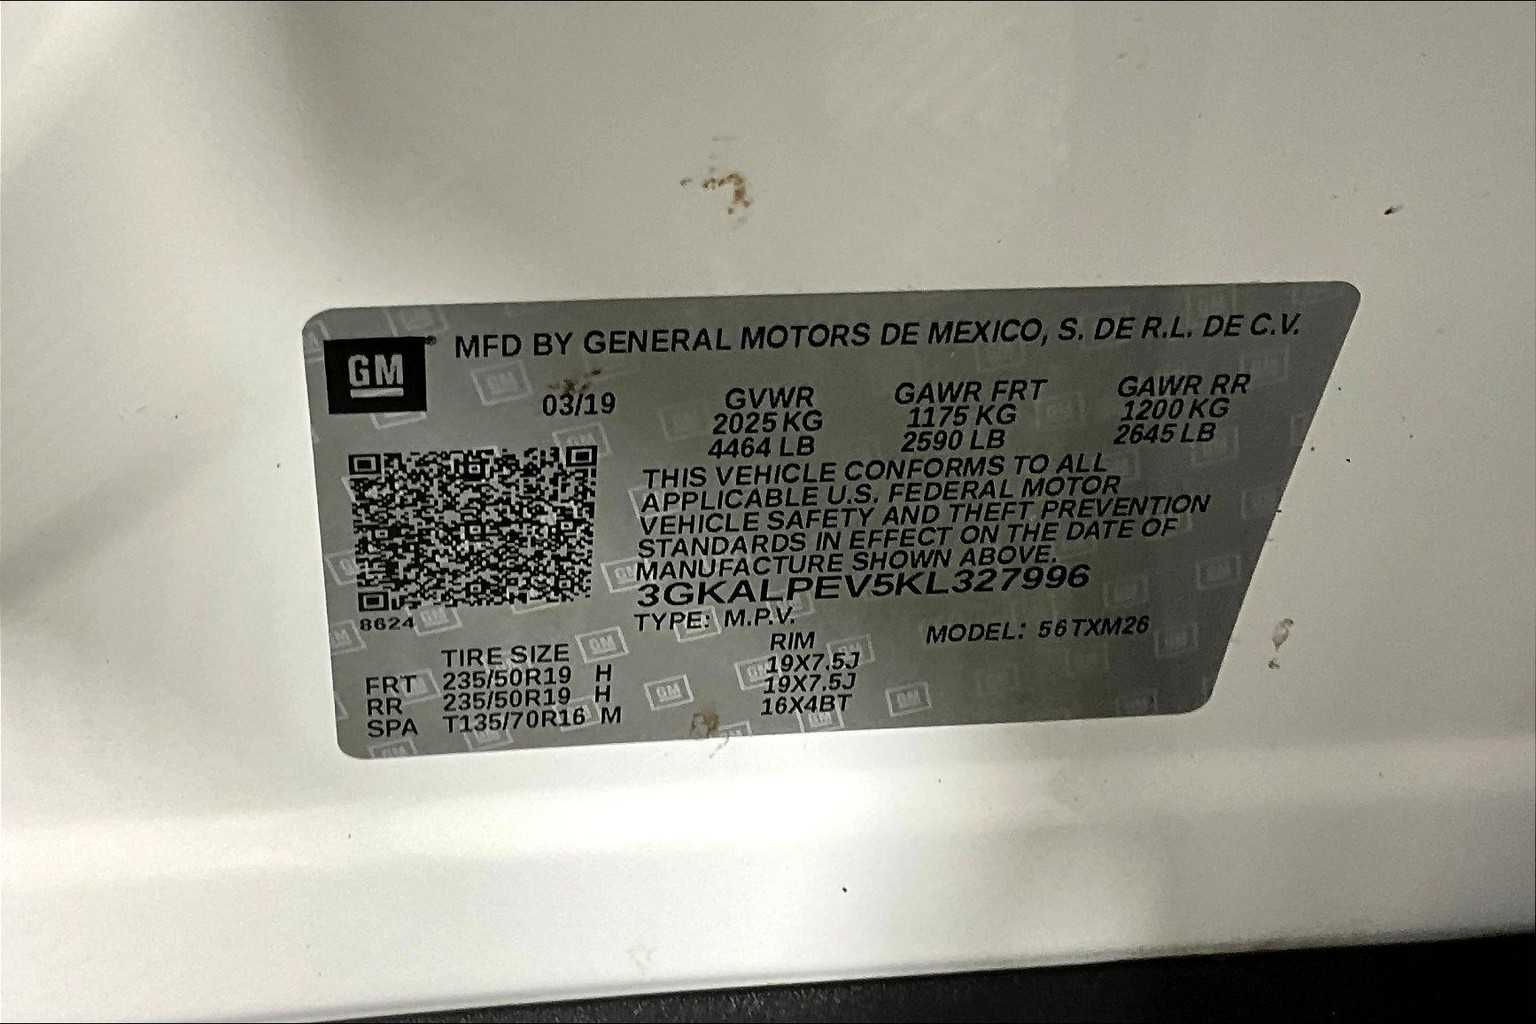 GM
MFD BY GENERAL MOTORS DE MEXICO, S. DE R.L. DE C.V.
03/19
GVWR GAWR FRT GAWR RR
2025 KG 1175 KG 1200 KG
4464 LB 2590 LB 2645 LB
THIS VEHICLE CONFORMS TO ALL
APPLICABLE U.S. FEDERAL MOTOR
VEHICLE SAFETY AND THEFT PREVENTION
STANDARDS IN EFFECT ON THE DATE OF
MANUFACTURE SHOWN ABOVE.
3GKALPEV5KL327996
8624
TYPE: M.P.V. MODEL: 56TXM26
TIRE SIZE RIM
FRT 235/50R19 H 19X7.5J
RR 235/50R19 H 19X7.5J
SPA T135/70R16 M 16X4BT